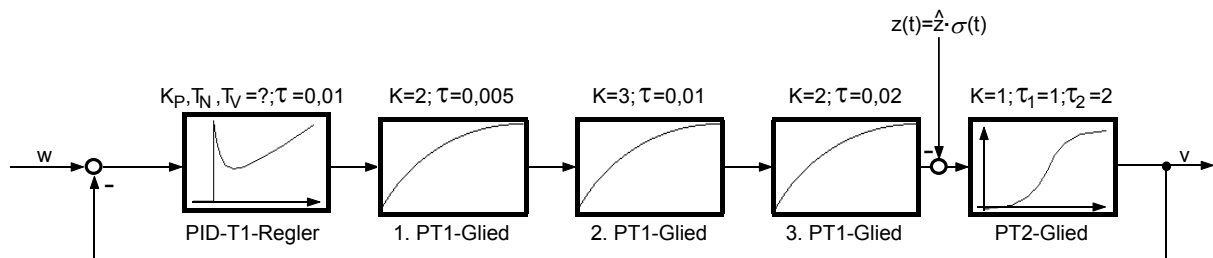 z(t)=ẑ·σ(t)
K_P,T_N,T_V=?;τ=0,01
K=2;τ=0,005
K=3;τ=0,01
K=2;τ=0,02
K=1;τ_1=1;τ_2=2
w
-
-
v
PID-T1-Regler
1. PT1-Glied
2. PT1-Glied
3. PT1-Glied
PT2-Glied